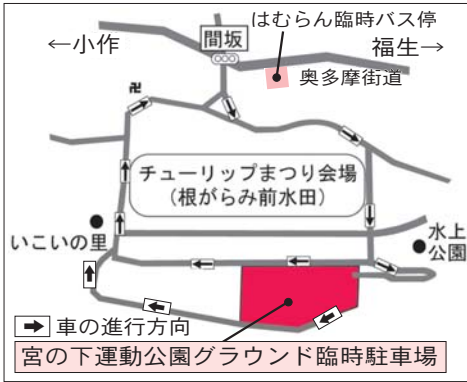 はむらん臨時バス停
←小作
間坂
福生→
奥多摩街道
卍
チューリップまつり会場
(根がらみ前水田)
いこいの里
水上
公園
➡車の進行方向
宮の下運動公園グラウンド臨時駐車場